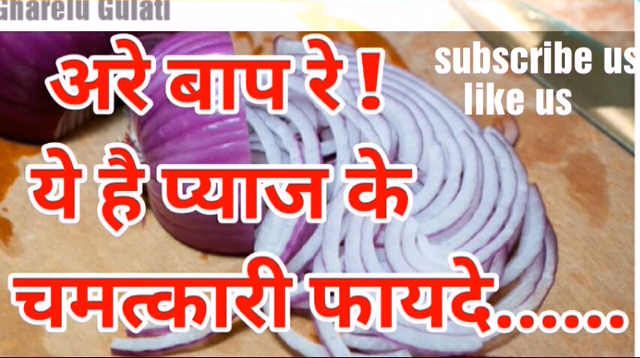 Gharelu Gulati
subscribe us
like us
अरे बाप रे!
ये है प्याज के
चमत्कारी फायदे......